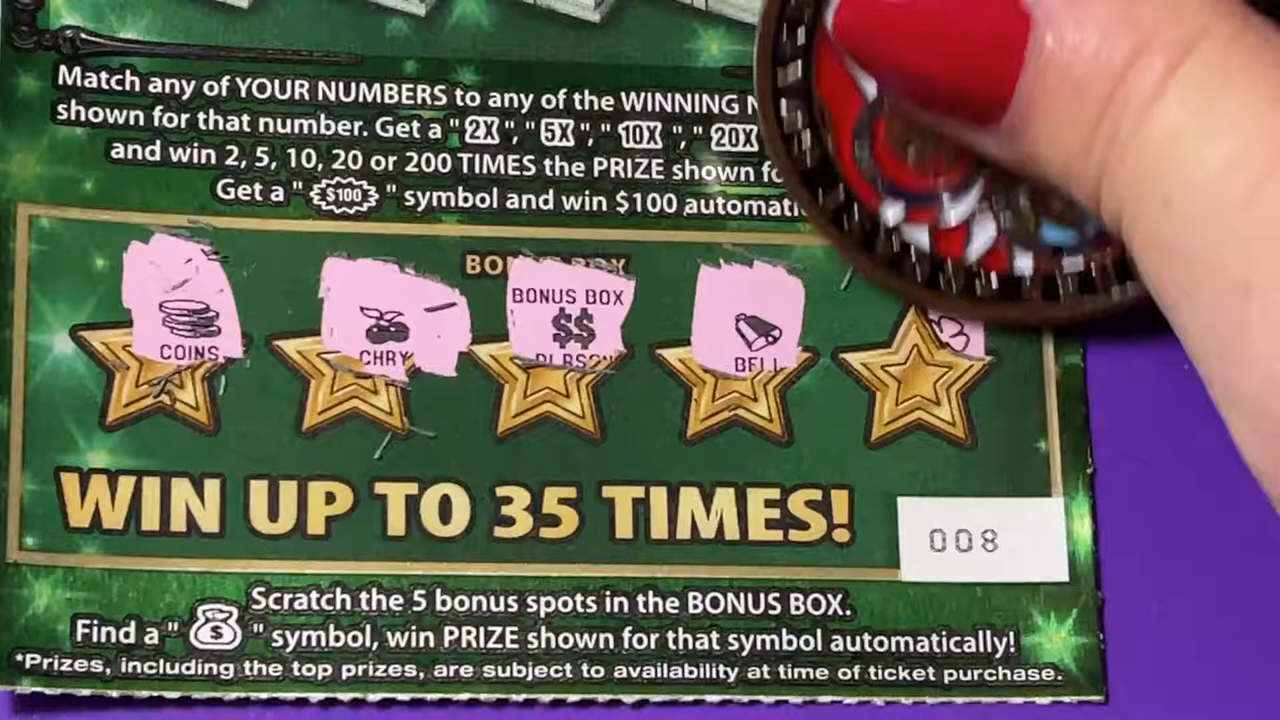 Match any of YOUR NUMBERS to any of the WINNING
shown for that number. Get a "2X", "5X", "10X", "20X
and win 2, 5, 10, 20 or 200 TIMES the PRIZE shown
Get a "$100" symbol and win $100
BONUS BOX
COINS
CHRY
$$
BELL
WIN UP TO 35 TIMES!
008
Scratch the 5 bonus spots in the BONUS BOX.
Find a "$" symbol, win PRIZE shown for that symbol automatically!
*Prizes, including the top prizes, are subject to availability at time of ticket purchase.